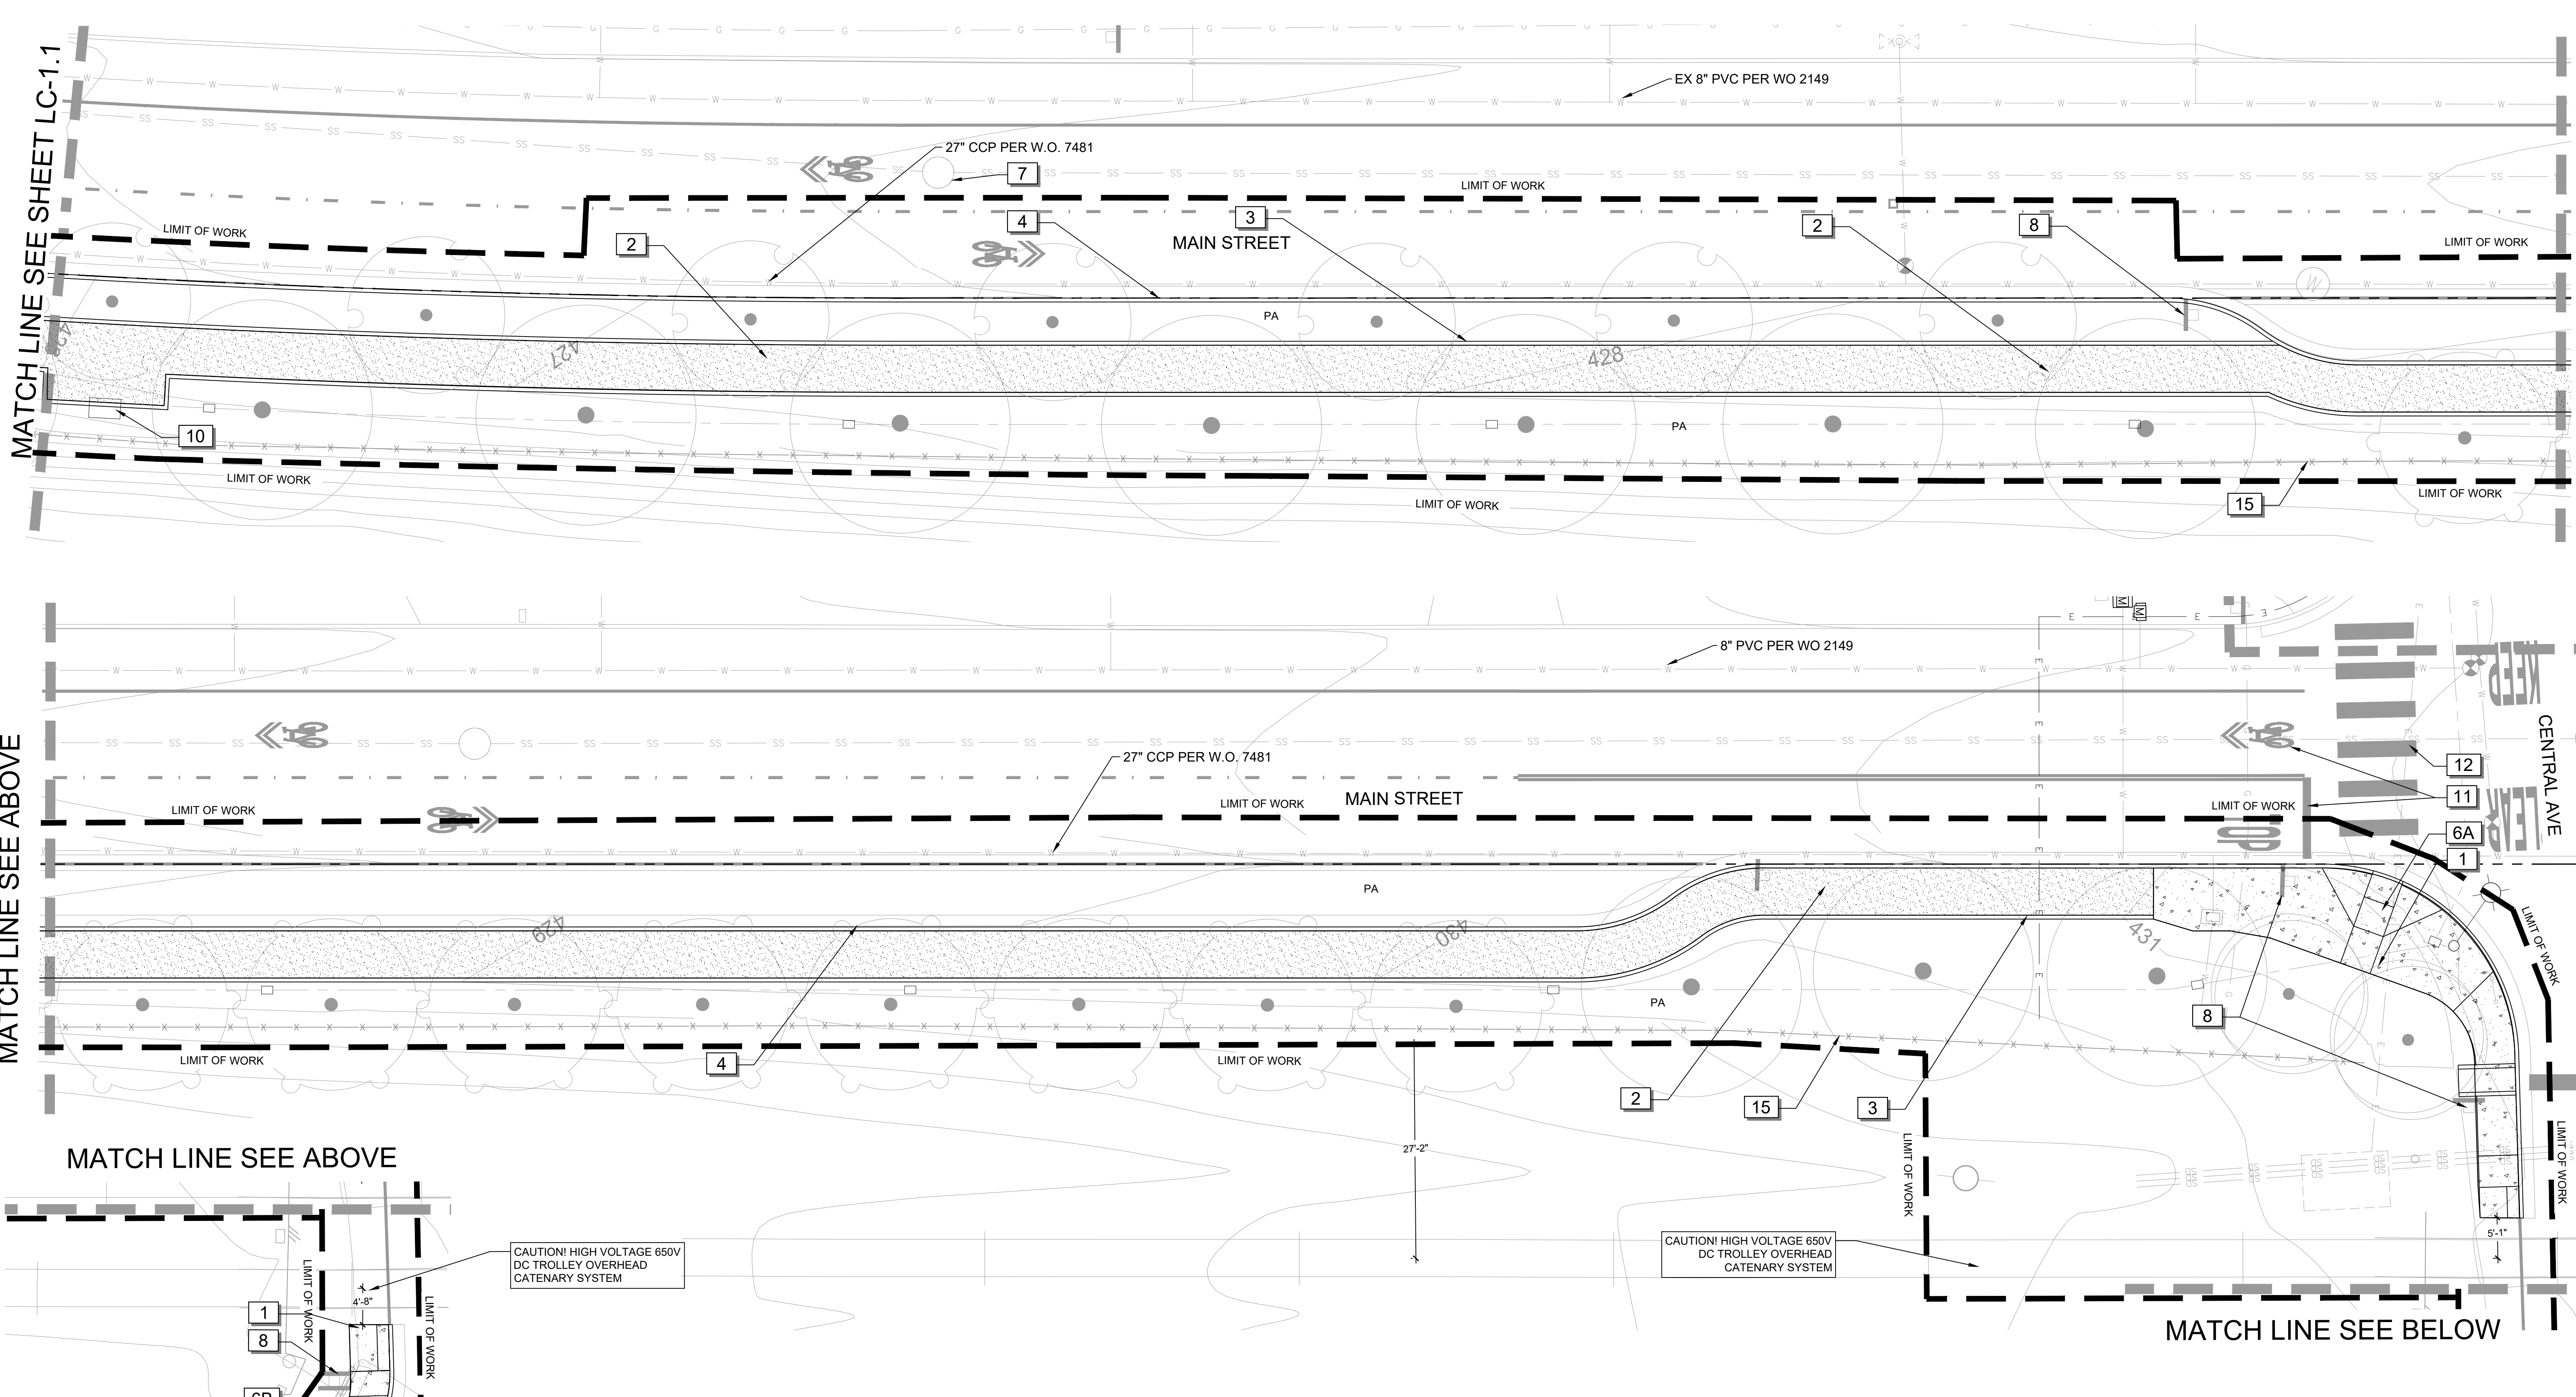 MATCH LINE SEE SHEET LC-1.1
EX 8" PVC PER WO 2149
27" CCP PER W.O. 7481
7
LIMIT OF WORK
LIMIT OF WORK
2
4
3
MAIN STREET
2
8
LIMIT OF WORK
PA
427
428
10
PA
LIMIT OF WORK
LIMIT OF WORK
15
LIMIT OF WORK
MATCH LINE SEE ABOVE
8" PVC PER WO 2149
KEEP
CLEAR
CENTRAL AVE
27" CCP PER W.O. 7481
12
11
LIMIT OF WORK
LIMIT OF WORK
MAIN STREET
LIMIT OF WORK
6A
1
PA
429
430
431
LIMIT OF WORK
PA
8
LIMIT OF WORK
4
LIMIT OF WORK
2
15
3
27'-2"
LIMIT OF WORK
LIMIT OF WORK
MATCH LINE SEE ABOVE
CAUTION! HIGH VOLTAGE 650V
DC TROLLEY OVERHEAD
CATENARY SYSTEM
CAUTION! HIGH VOLTAGE 650V
DC TROLLEY OVERHEAD
CATENARY SYSTEM
5'-1"
LIMIT OF WORK
4'-8"
LIMIT OF WORK
1
8
6B
MATCH LINE SEE BELOW